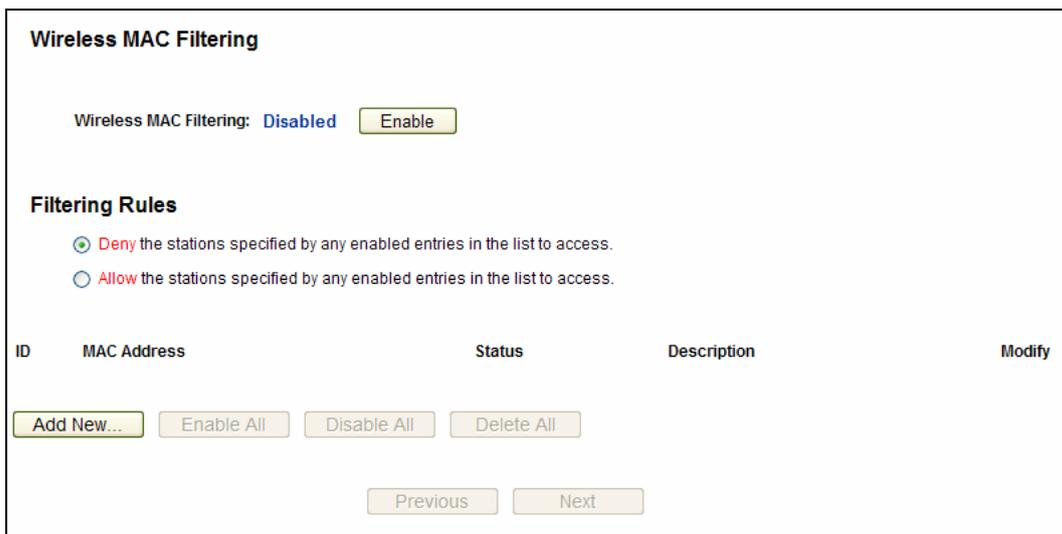 Wireless MAC Filtering
Wireless MAC Filtering: Disabled Enable
Filtering Rules
Deny the stations specified by any enabled entries in the list to access.
Allow the stations specified by any enabled entries in the list to access.
ID MAC Address Status Description Modify
Add New... Enable All Disable All Delete All
Previous Next